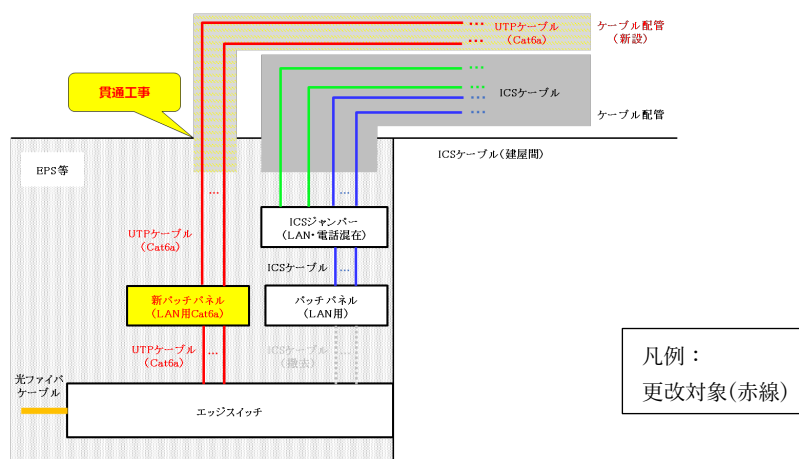 UTPケーブル
(Cat6a)
ケーブル配管
(新設)
貫通工事
ICSケーブル
ケーブル配管
EPS等
ICSケーブル(建屋間)
...
...
ICSジャンパー
(LAN・電話混在)
UTPケーブル
(Cat6a)
ICSケーブル
...
新パッチパネル
(LAN用Cat6a)
パッチパネル
(LAN用)
UTPケーブル
(Cat6a)
...
ICSケーブル
(撤去)
...
光ファイバ
ケーブル
エッジスイッチ
凡例：
更改対象(赤線)